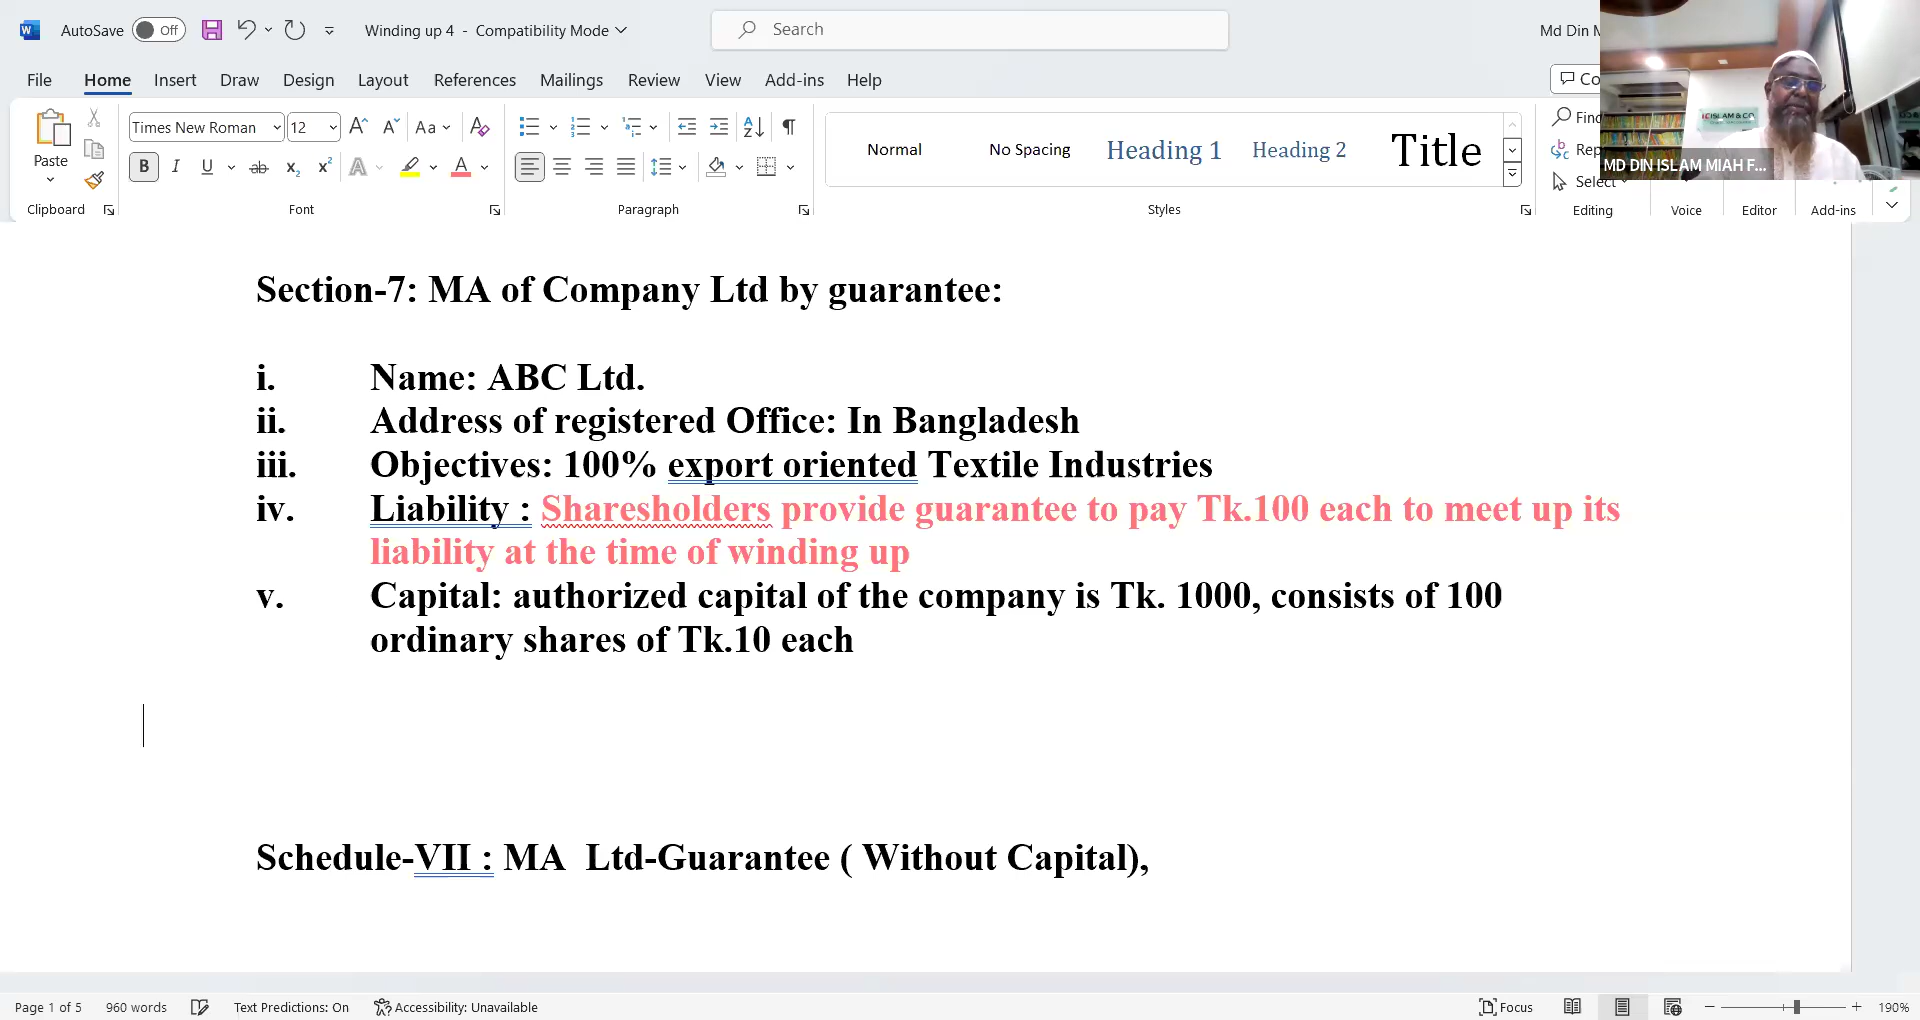 AutoSave Off Winding up 4 - Compatibility Mode Search Md Din M
File Home Insert Draw Design Layout References Mailings Review View Add-ins Help Co
Times New Roman 12 Aa Normal No Spacing Heading 1 Heading 2 Title
Paste
Select
Clipboard Font Paragraph Styles Editing Voice Editor Add-ins
ISLAM & CO
MD DIN ISLAM MIAH F...
Section-7: MA of Company Ltd by guarantee:
i. Name: ABC Ltd.
ii. Address of registered Office: In Bangladesh
iii. Objectives: 100% export oriented Textile Industries
iv. Liability : Sharesholders provide guarantee to pay Tk.100 each to meet up its
liability at the time of winding up
v. Capital: authorized capital of the company is Tk. 1000, consists of 100
ordinary shares of Tk.10 each
Schedule-VII : MA Ltd-Guarantee ( Without Capital),
Page 1 of 5 960 words Text Predictions: On Accessibility: Unavailable Focus 190%